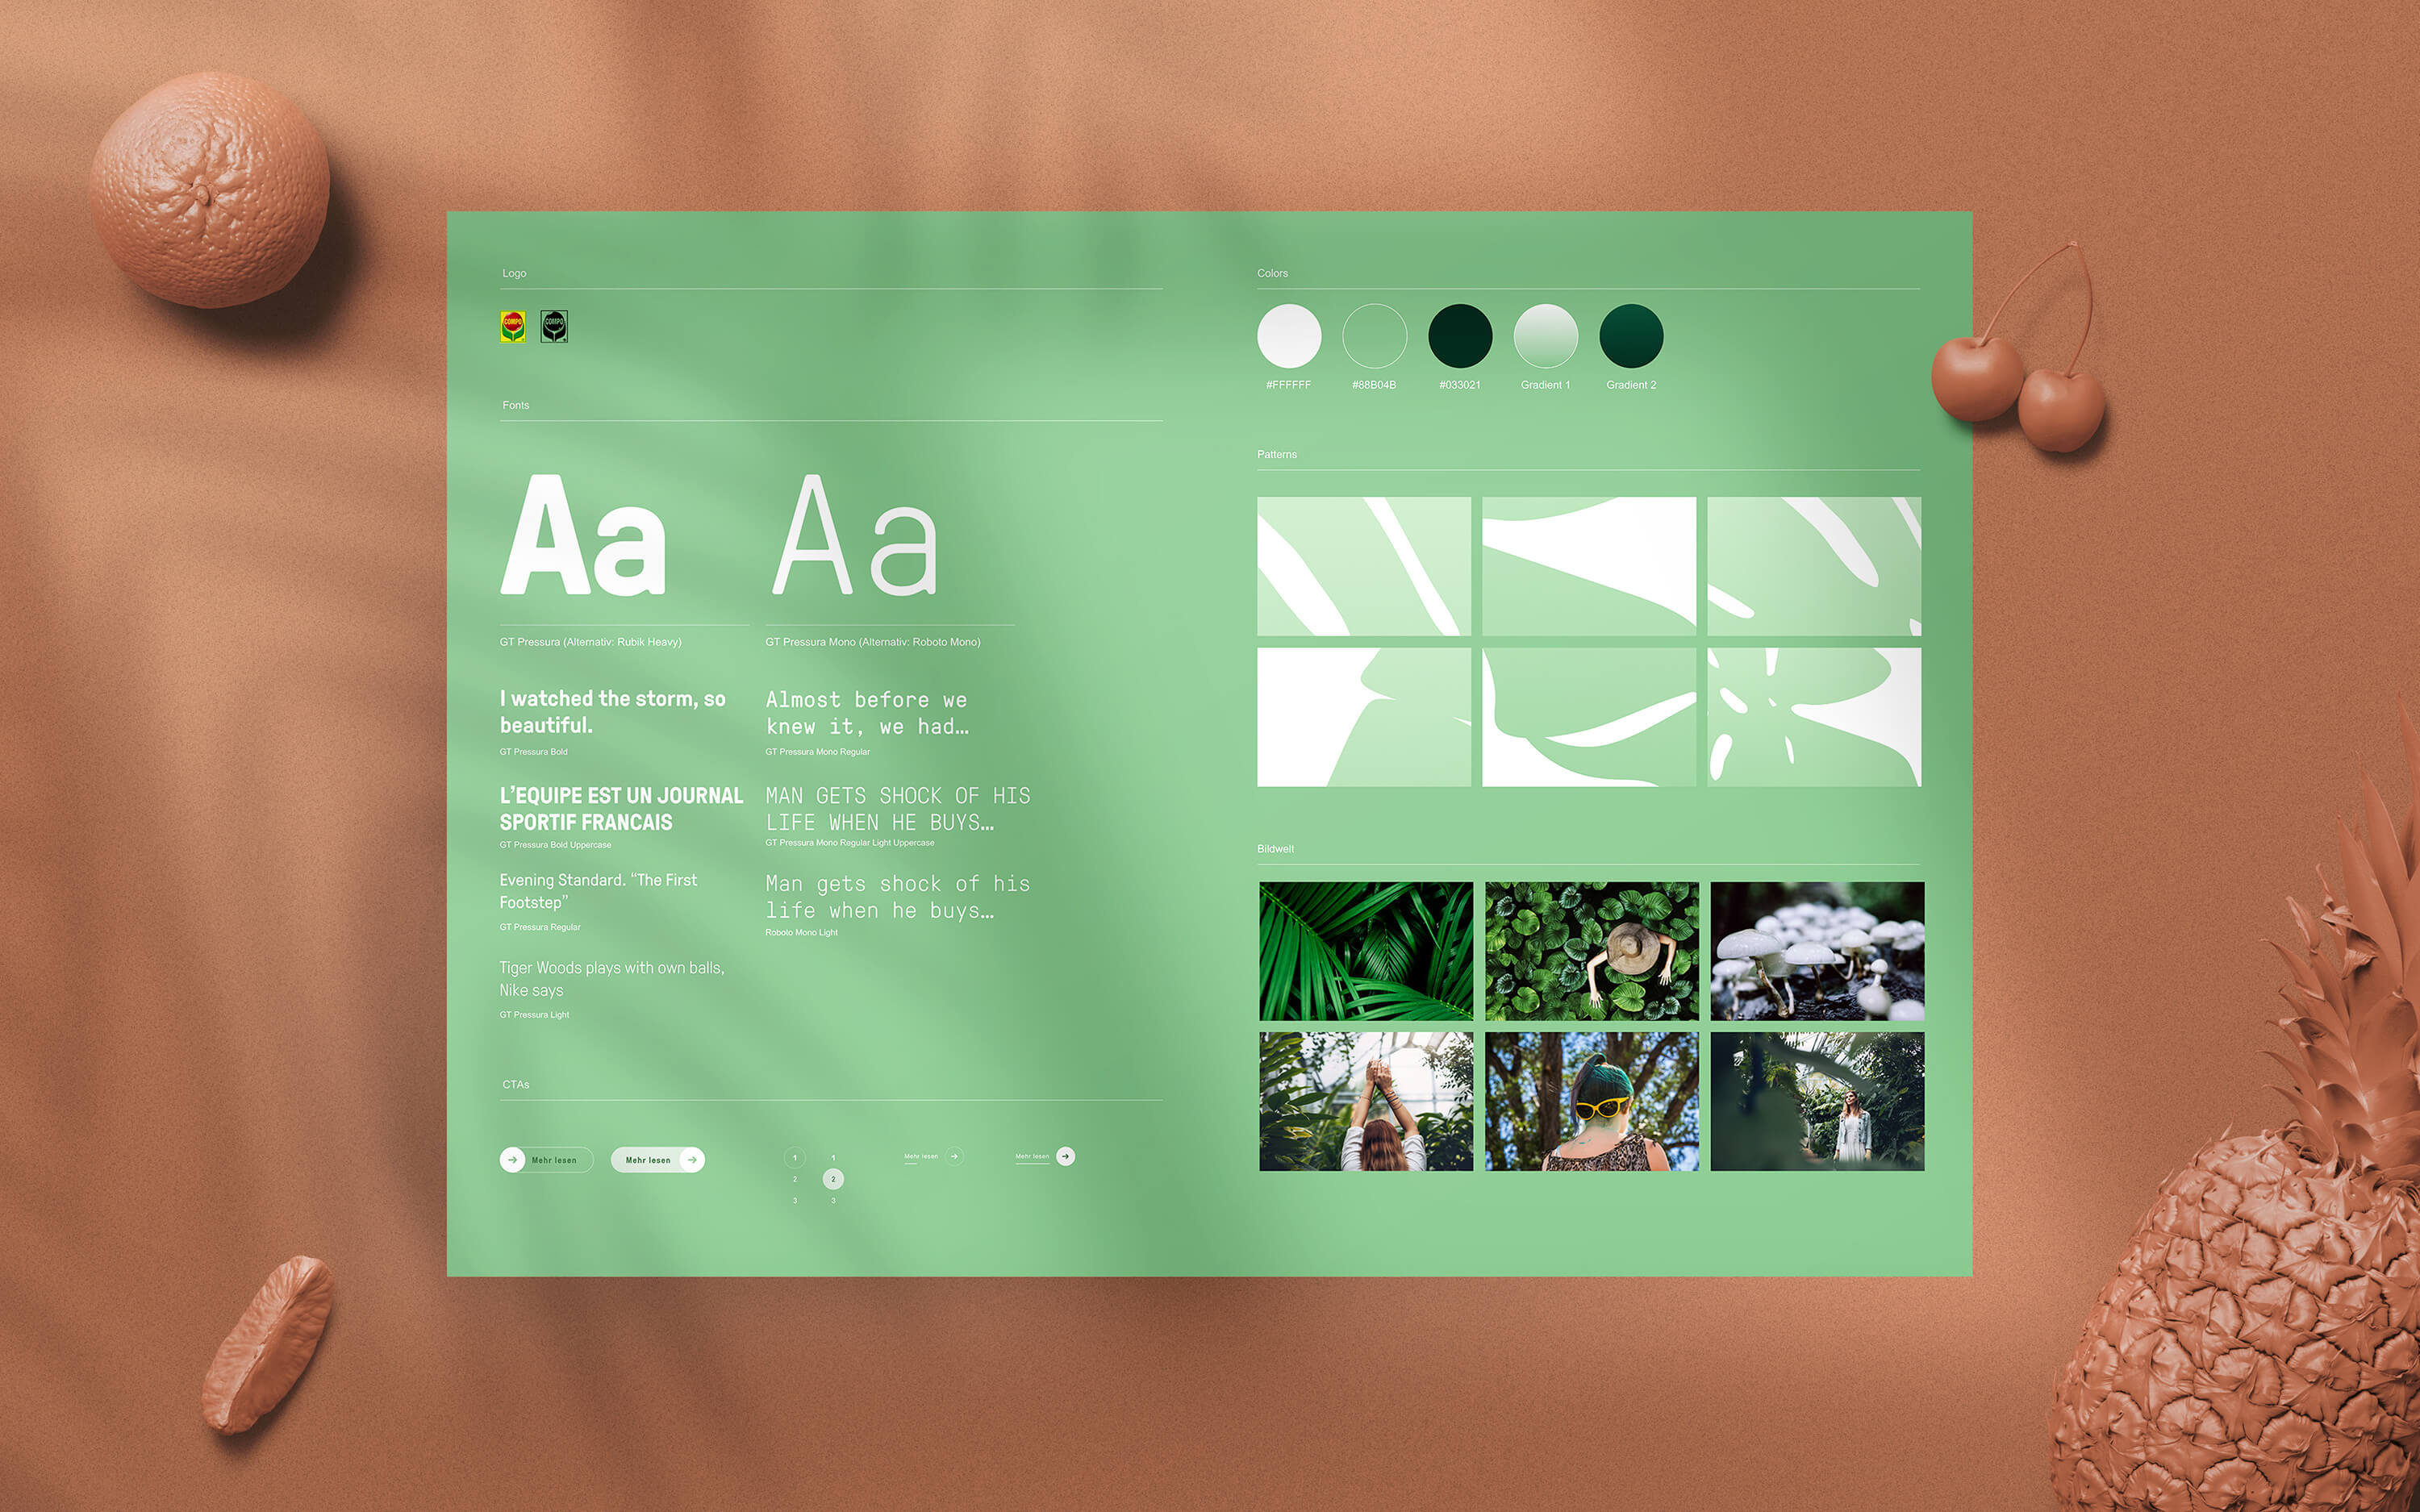 Logo
COMPO
COMPO
Fonts
Aa
Aa
GT Pressura (Alternativ: Rubik Heavy)
GT Pressura Mono (Alternativ: Roboto Mono)
I watched the storm, so
beautiful.
GT Pressura Bold
Almost before we
knew it, we had…
GT Pressura Mono Regular
L’EQUIPE EST UN JOURNAL
SPORTIF FRANCAIS
GT Pressura Bold Uppercase
MAN GETS SHOCK OF HIS
LIFE WHEN HE BUYS…
GT Pressura Mono Regular Light Uppercase
Evening Standard. “The First
Footstep”
GT Pressura Regular
Man gets shock of his
life when he buys…
Roboto Mono Light
Tiger Woods plays with own balls,
Nike says
GT Pressura Light
CTAs
Mehr lesen
Mehr lesen
1
2
3
1
2
3
Mehr lesen
Mehr lesen
Colors
#FFFFFF
#88B04B
#033021
Gradient 1
Gradient 2
Patterns
Bildwelt